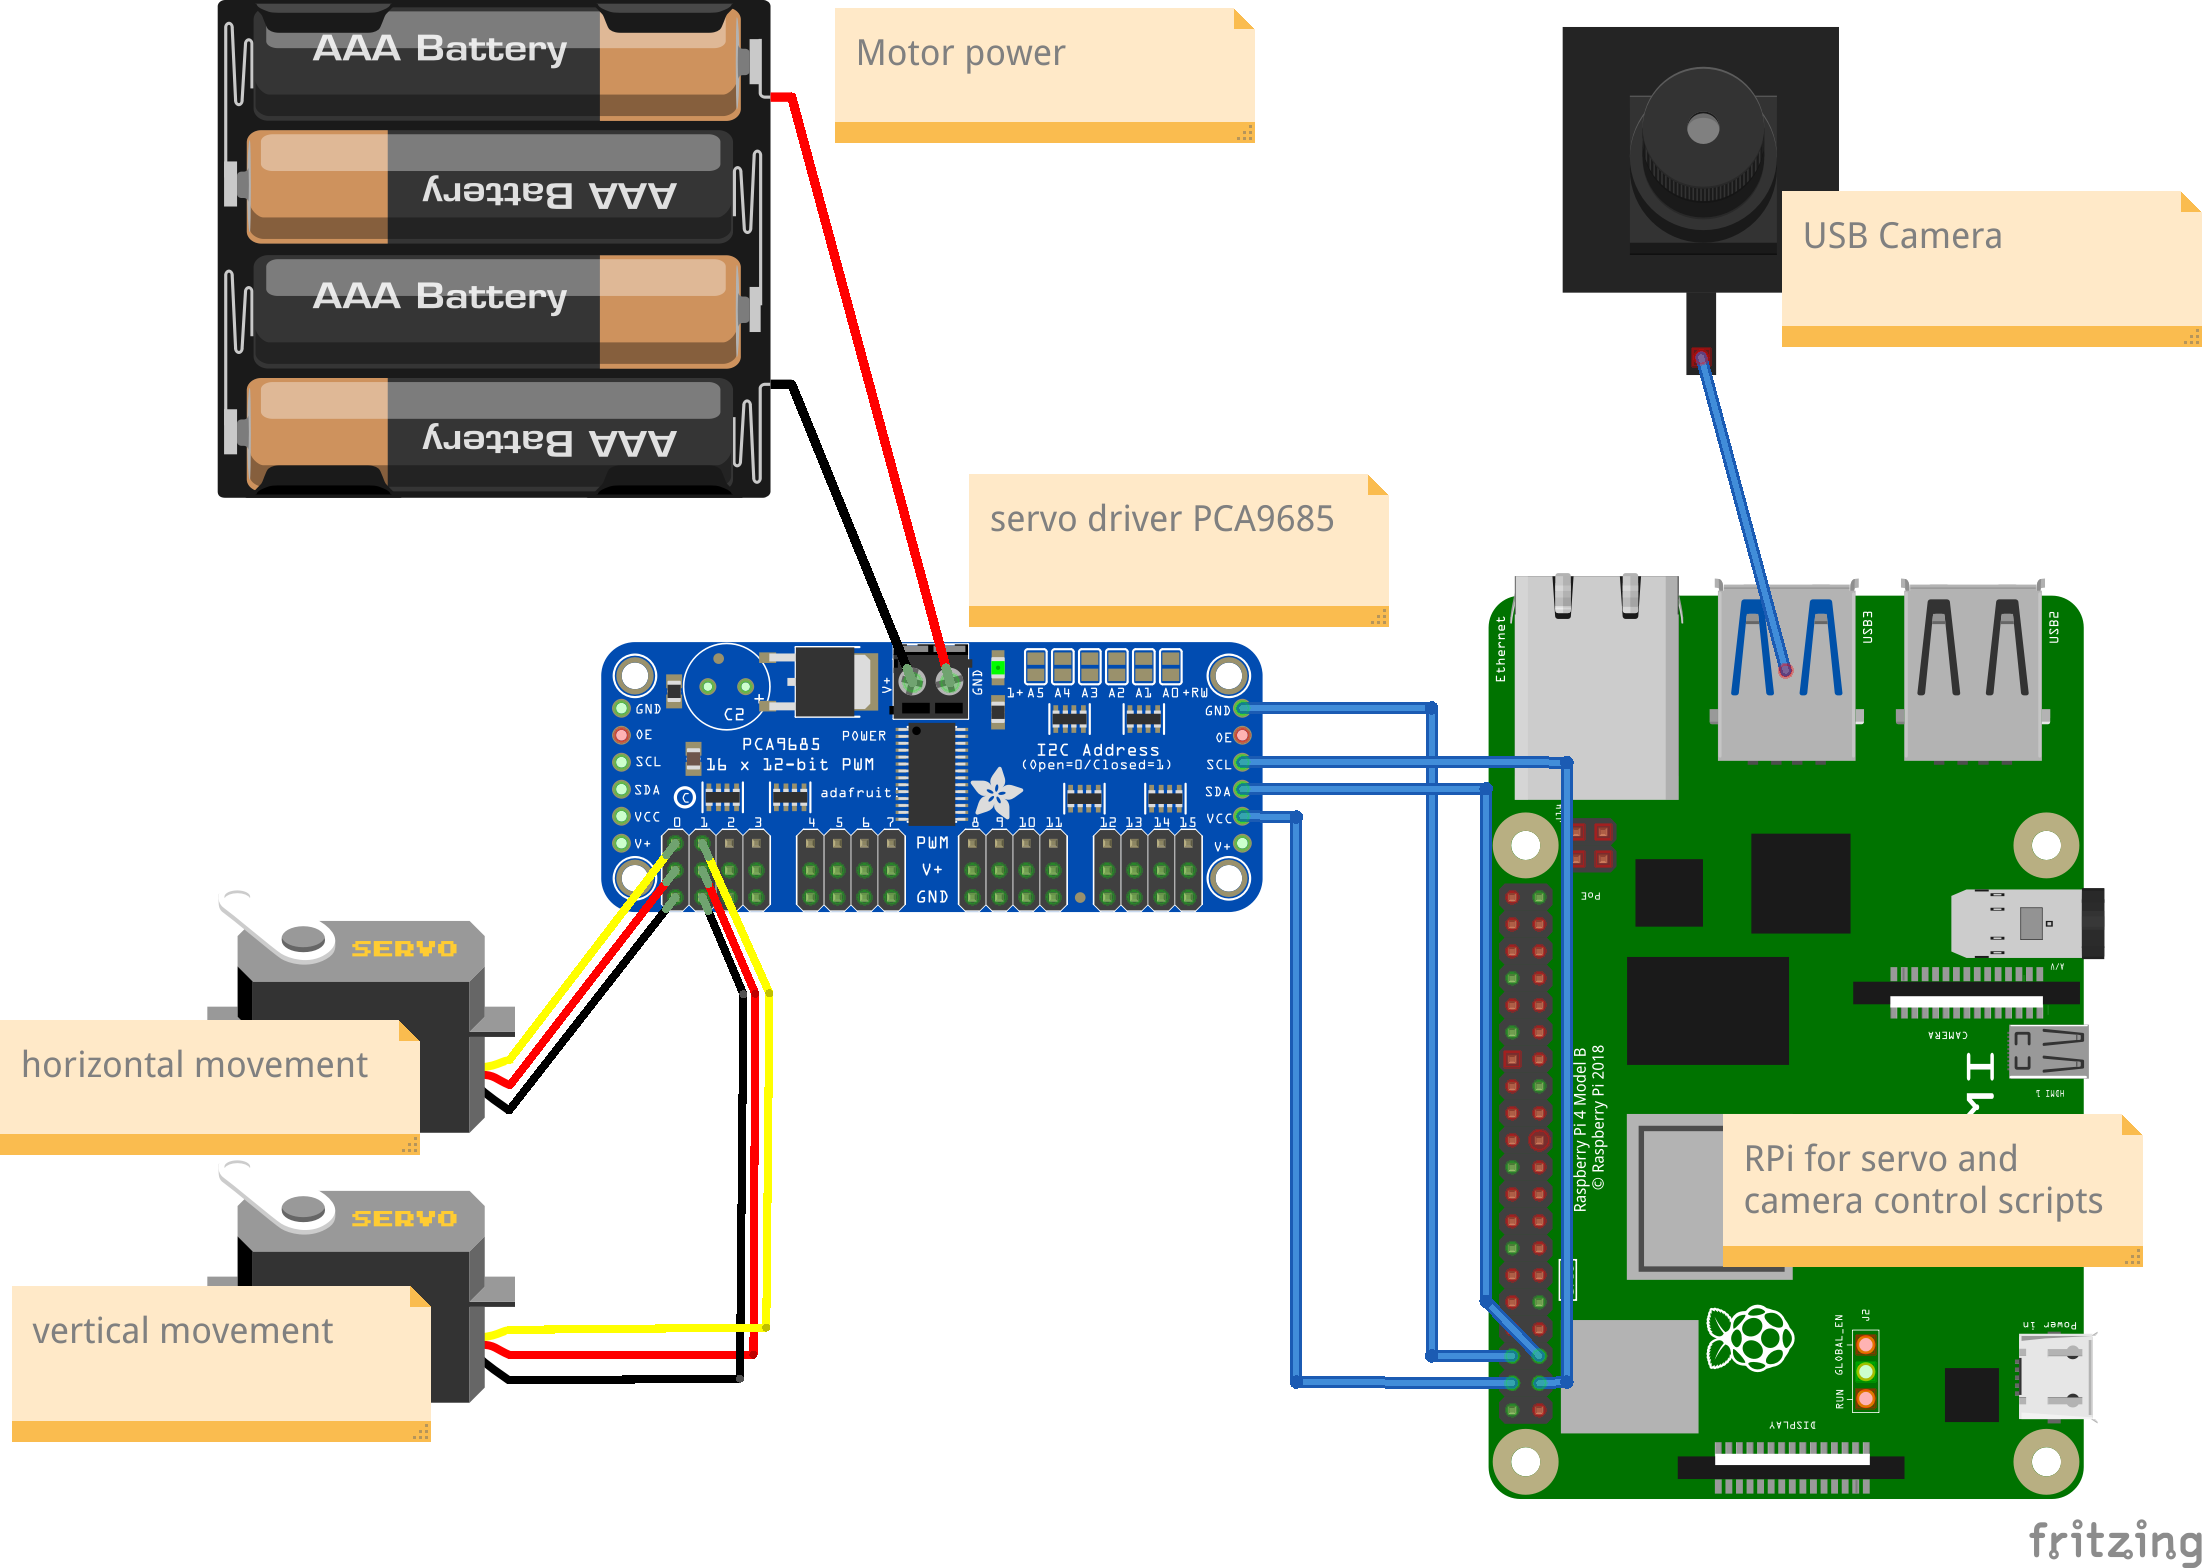 AAA Battery
AAA Battery
AAA Battery
AAA Battery
Motor power
USB Camera
servo driver PCA9685
V+
GND
C2
+
POWER
PCA9685
16 x 12-bit PWM
adafruit
1+ A5 A4 A3 A2 A1 A0 +RW
I2C Address
(Open=0/Closed=1)
GND
OE
SCL
SDA
VCC
V+
GND
OE
SCL
SDA
VCC
V+
0 1 2 3 4 5 6 7 8 9 10 11 12 13 14 15
PWM
V+
GND
SERVO
horizontal movement
SERVO
vertical movement
Ethernet
USB3
USB2
PoE
A/V
CAMERA
HDMI 1
Raspberry Pi 4 Model B
© Raspberry Pi 2018
RPi for servo and
camera control scripts
J2
GLOBAL_EN
RUN
Power in
DISPLAY
fritzing